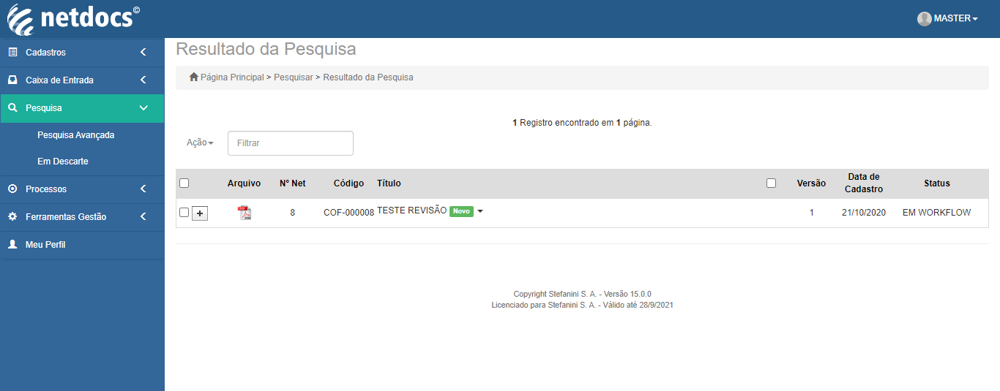 netdocs©
MASTER
Cadastros
Caixa de Entrada
Pesquisa
Pesquisa Avançada
Em Descarte
Processos
Ferramentas Gestão
Meu Perfil
Resultado da Pesquisa
Página Principal > Pesquisar > Resultado da Pesquisa
1 Registro encontrado em 1 página.
Ação
Filtrar
Arquivo Nº Net Código Título Versão Data de Cadastro Status
8 COF-000008 TESTE REVISÃO Novo 1 21/10/2020 EM WORKFLOW
Copyright Stefanini S. A. - Versão 15.0.0
Licenciado para Stefanini S. A. - Válido até 28/9/2021